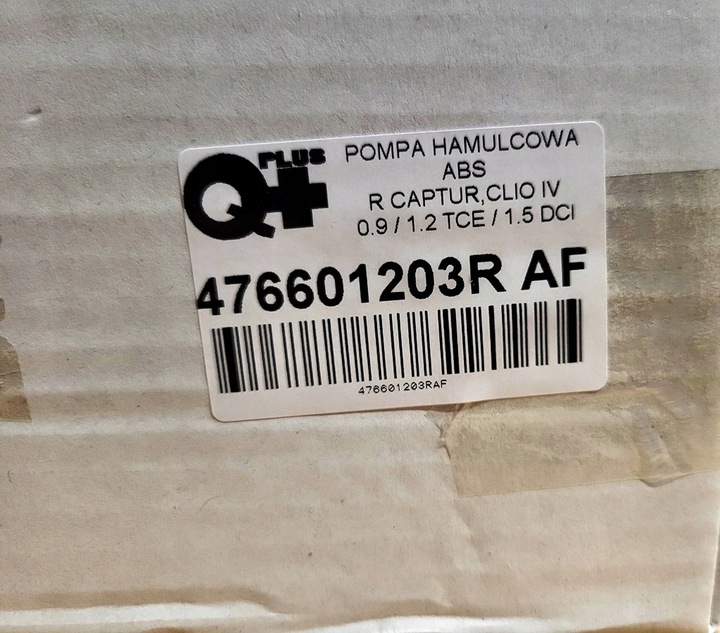 Q PLUS
POMPA HAMULCOWA
ABS
R CAPTUR,CLIO IV
0.9 / 1.2 TCE / 1.5 DCI
476601203R AF
476601203RAF